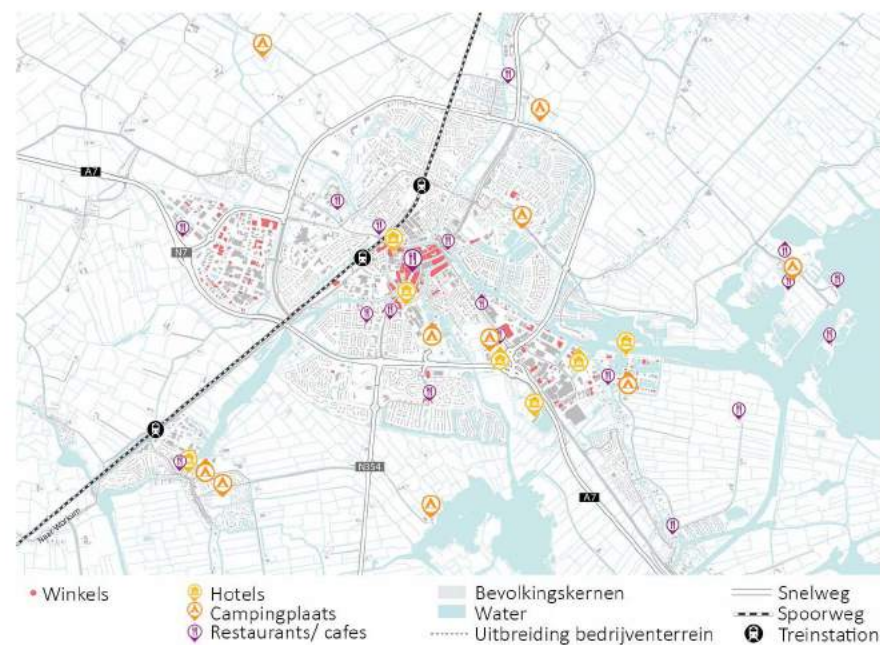 A7
N7
N354
A7
Naar Workum
Winkels
Hotels
Campingplaats
Restaurants/ cafes
Bevolkingskernen
Water
Uitbreiding bedrijventerrein
Snelweg
Spoorweg
Treinstation